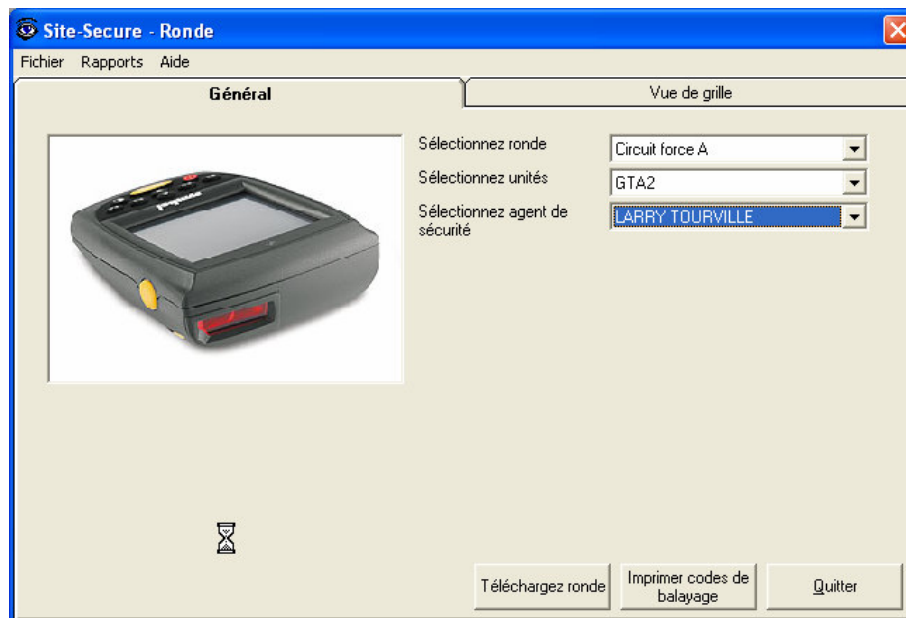 Site-Secure - Ronde
Fichier Rapports Aide
Général
Vue de grille
Sélectionnez ronde
Circuit force A
Sélectionnez unités
GTA2
Sélectionnez agent de
sécurité
LARRY TOURVILLE
Téléchargez ronde
Imprimer codes de
balayage
Quitter